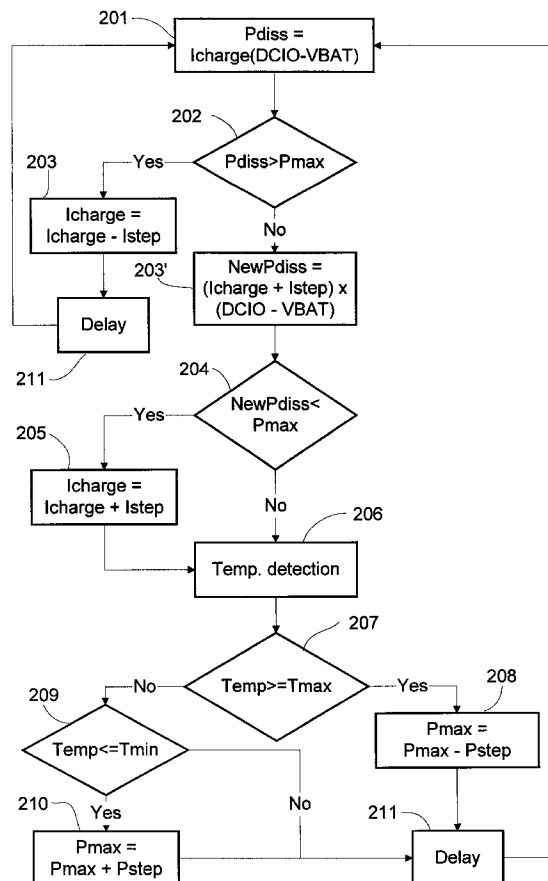 201
Pdiss =
Icharge(DCIO-VBAT)
202
Pdiss>Pmax
Yes
203
Icharge =
Icharge - Istep
No
203'
NewPdiss =
(Icharge + Istep) x
(DCIO - VBAT)
Delay
211
204
NewPdiss<
Pmax
Yes
205
Icharge =
Icharge + Istep
No
206
Temp. detection
207
Temp>=Tmax
No
Yes
209
Temp<=Tmin
208
Pmax =
Pmax - Pstep
Yes
No
210
Pmax =
Pmax + Pstep
211
Delay